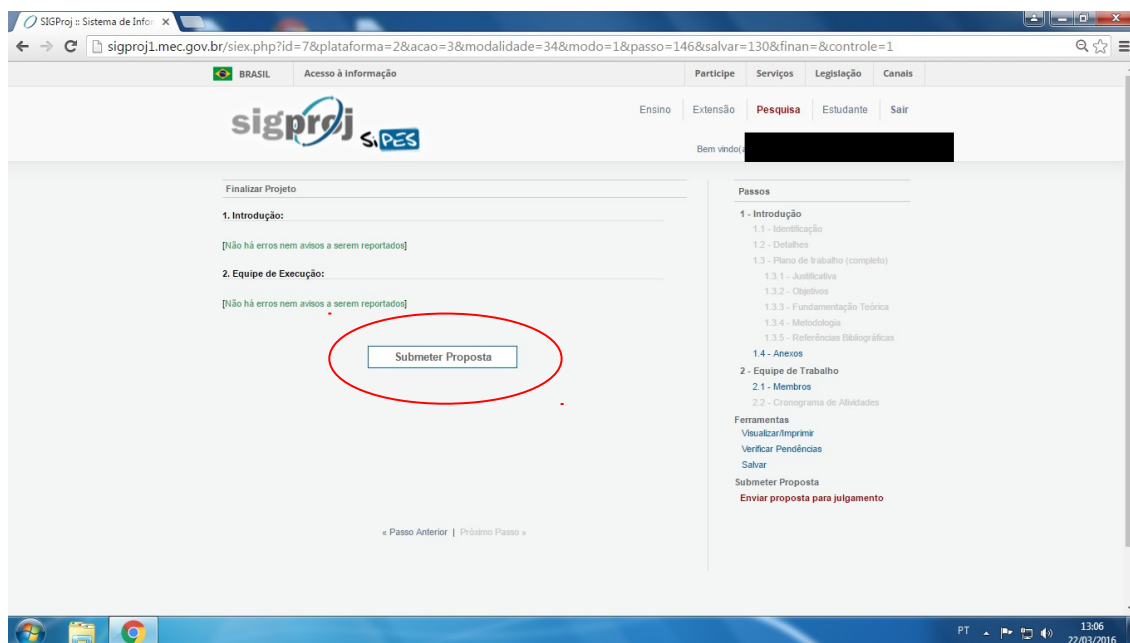 SIGProj :: Sistema de Infor
sigproj1.mec.gov.br/siex.php?id=7&plataforma=2&acao=3&modalidade=34&modo=1&passo=146&salvar=130&finan=&controle=1
BRASIL Acesso à informação Participe Serviços Legislação Canais
sigproj SiPES
Ensino Extensão Pesquisa Estudante Sair
Bem vindo(a
Finalizar Projeto
1. Introdução:
[Não há erros nem avisos a serem reportados]
2. Equipe de Execução:
[Não há erros nem avisos a serem reportados]
Submeter Proposta
« Passo Anterior | Próximo Passo »
Passos
1 - Introdução
1.1 - Identificação
1.2 - Detalhes
1.3 - Plano de trabalho (completo)
1.3.1 - Justificativa
1.3.2 - Objetivos
1.3.3 - Fundamentação Teórica
1.3.4 - Metodologia
1.3.5 - Referências Bibliográficas
1.4 - Anexos
2 - Equipe de Trabalho
2.1 - Membros
2.2 - Cronograma de Atividades
Ferramentas
Visualizar/Imprimir
Verificar Pendências
Salvar
Submeter Proposta
Enviar proposta para julgamento
PT
13:06
22/03/2016